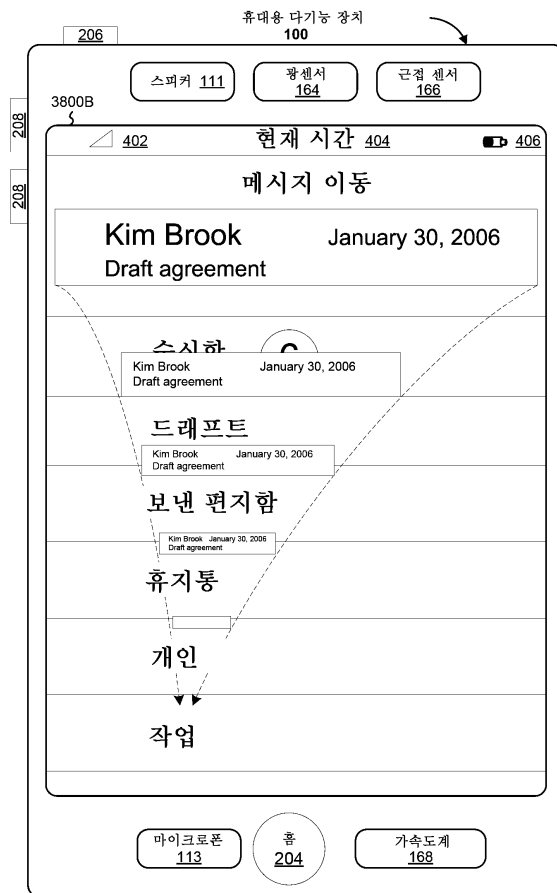 휴대용 다기능 장치
100
206
스피커 111
광센서
164
근접 센서
166
3800B
208
208
402
현재 시간 404
406
메시지 이동
Kim Brook January 30, 2006
Draft agreement
Kim Brook January 30, 2006
Draft agreement
드래프트
Kim Brook January 30, 2006
Draft agreement
보낸 편지함
Kim Brook January 30, 2006
Draft agreement
휴지통
개인
작업
마이크로폰
113
홈
204
가속도계
168